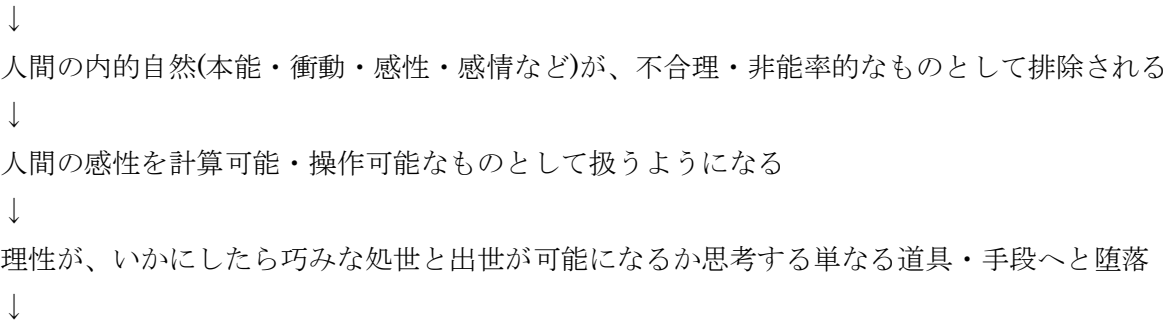 ↓
人間の内的自然(本能・衝動・感性・感情など)が、不合理・非能率的なものとして排除される
↓
人間の感性を計算可能・操作可能なものとして扱うようになる
↓
理性が、いかにしたら巧みな処世と出世が可能になるか思考する単なる道具・手段へと堕落
↓